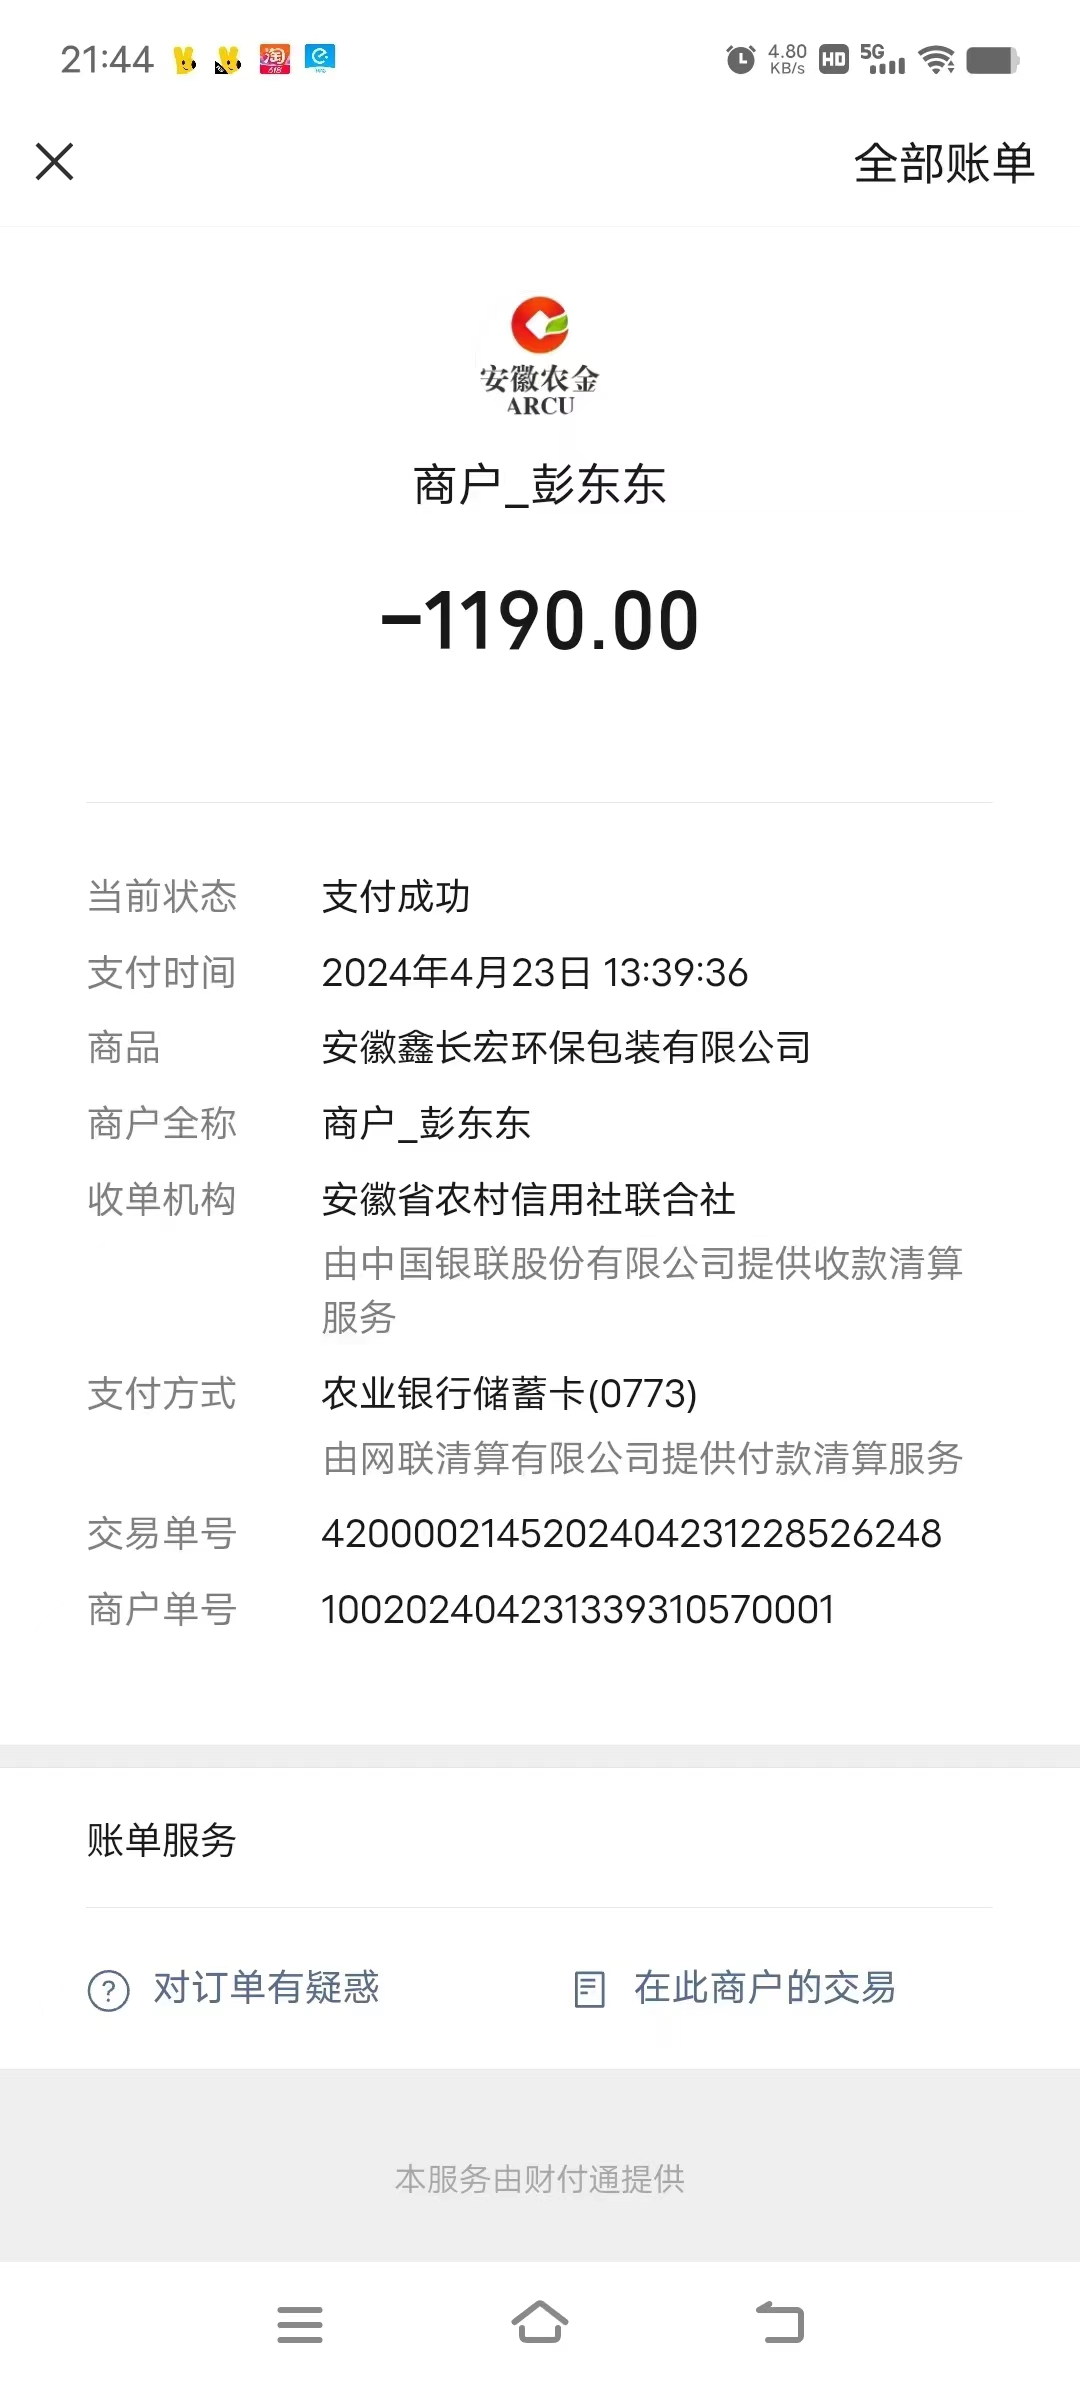 21:44
4.80
KB/s
HD
5G
全部账单
安徽农金
ARCU
商户_彭东东
-1190.00
当前状态 支付成功
支付时间 2024年4月23日 13:39:36
商品 安徽鑫长宏环保包装有限公司
商户全称 商户_彭东东
收单机构 安徽省农村信用社联合社
由中国银联股份有限公司提供收款清算
服务
支付方式 农业银行储蓄卡(0773)
由网联清算有限公司提供付款清算服务
交易单号 4200002145202404231228526248
商户单号 10020240423133931057​0001
账单服务
对订单有疑惑 在此商户的交易
本服务由财付通提供